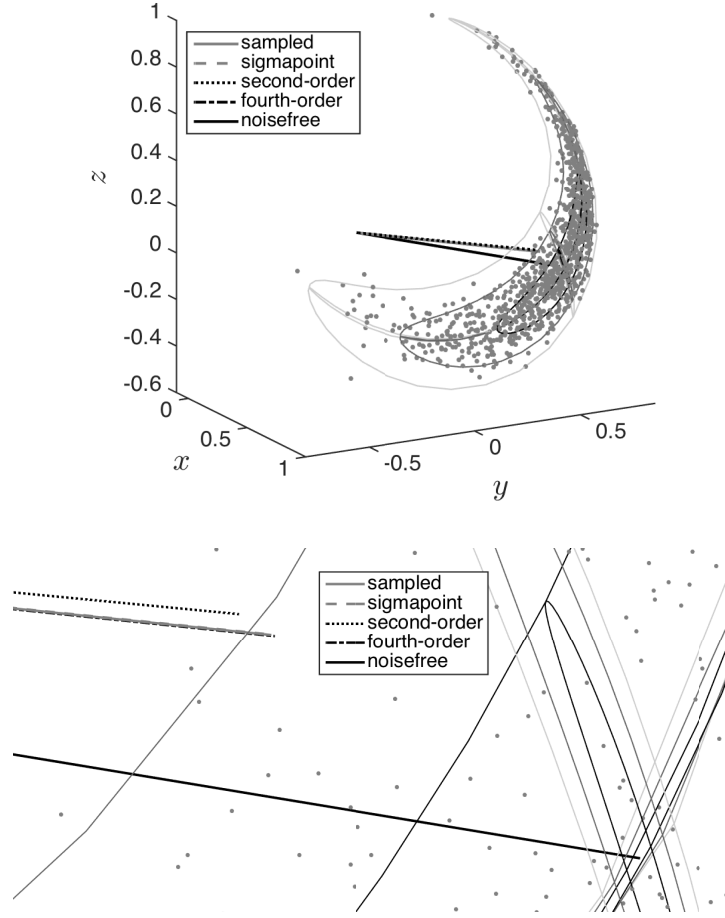 1
0.8
0.6
0.4
0.2
0
-0.2
-0.4
-0.6
z
sampled
sigmapoint
second-order
fourth-order
noisefree
0
0.5
1
x
-0.5
0
0.5
y
sampled
sigmapoint
second-order
fourth-order
noisefree